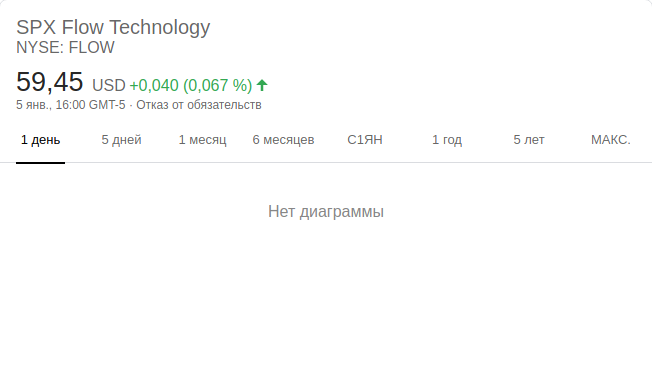 SPX Flow Technology
NYSE: FLOW
59,45 USD +0,040 (0,067 %)
5 янв., 16:00 GMT-5 · Отказ от обязательств
1 день 5 дней 1 месяц 6 месяцев С1ЯН 1 год 5 лет МАКС.
Нет диаграммы